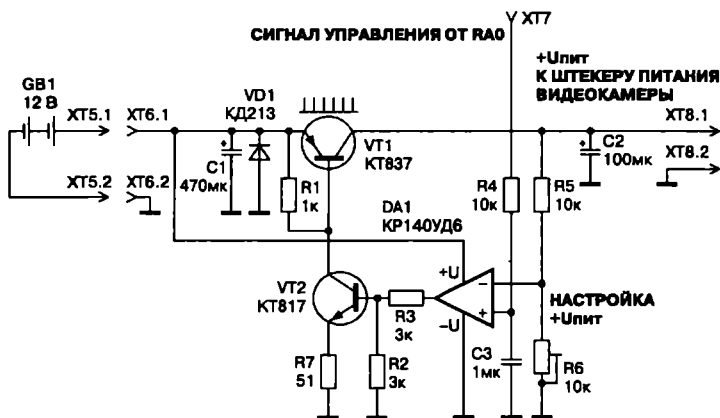 СИГНАЛ УПРАВЛЕНИЯ ОТ RA0
XT7
+Uпит
К ШТЕКЕРУ ПИТАНИЯ
ВИДЕОКАМЕРЫ
GB1
12 В
XT5.1
XT6.1
VD1
КД213
VT1
КТ837
XT8.1
XT8.2
+
C1
470мк
+
C2
100мк
XT5.2
XT6.2
R1
1к
R4
10к
R5
10к
DA1
КР140УД6
VT2
КТ817
+U
−U
−
+
R3
3к
НАСТРОЙКА
+Uпит
R7
51
R2
3к
C3
1мк
R6
10к